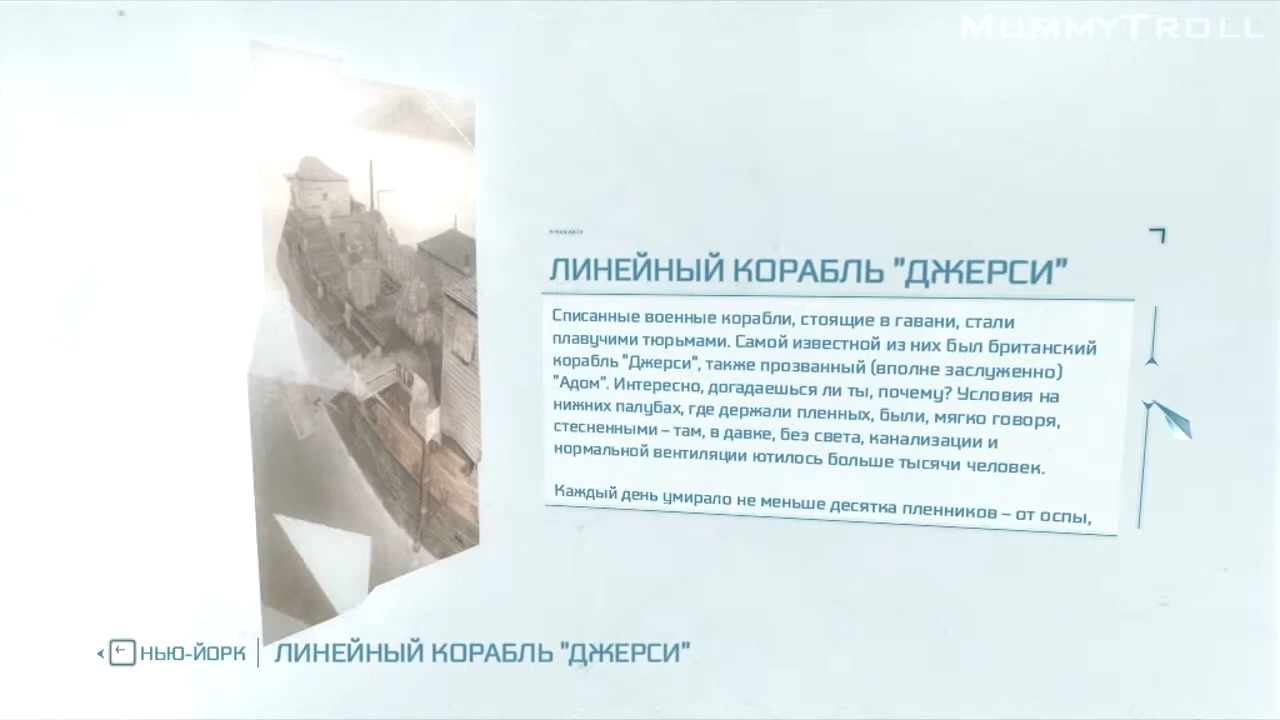 MUMMYTROLL
ЛИНЕЙНЫЙ КОРАБЛЬ "ДЖЕРСИ"
Списанные военные корабли, стоящие в гавани, стали
плавучими тюрьмами. Самой известной из них был британский
корабль "Джерси", также прозванный (вполне заслуженно)
"Адом". Интересно, догадаешься ли ты, почему? Условия на
нижних палубах, где держали пленных, были, мягко говоря,
стесненными – там, в давке, без света, канализации и
нормальной вентиляции ютилось больше тысячи человек.
Каждый день умирало не меньше десятка пленников – от оспы,
НЬЮ-ЙОРК
ЛИНЕЙНЫЙ КОРАБЛЬ "ДЖЕРСИ"